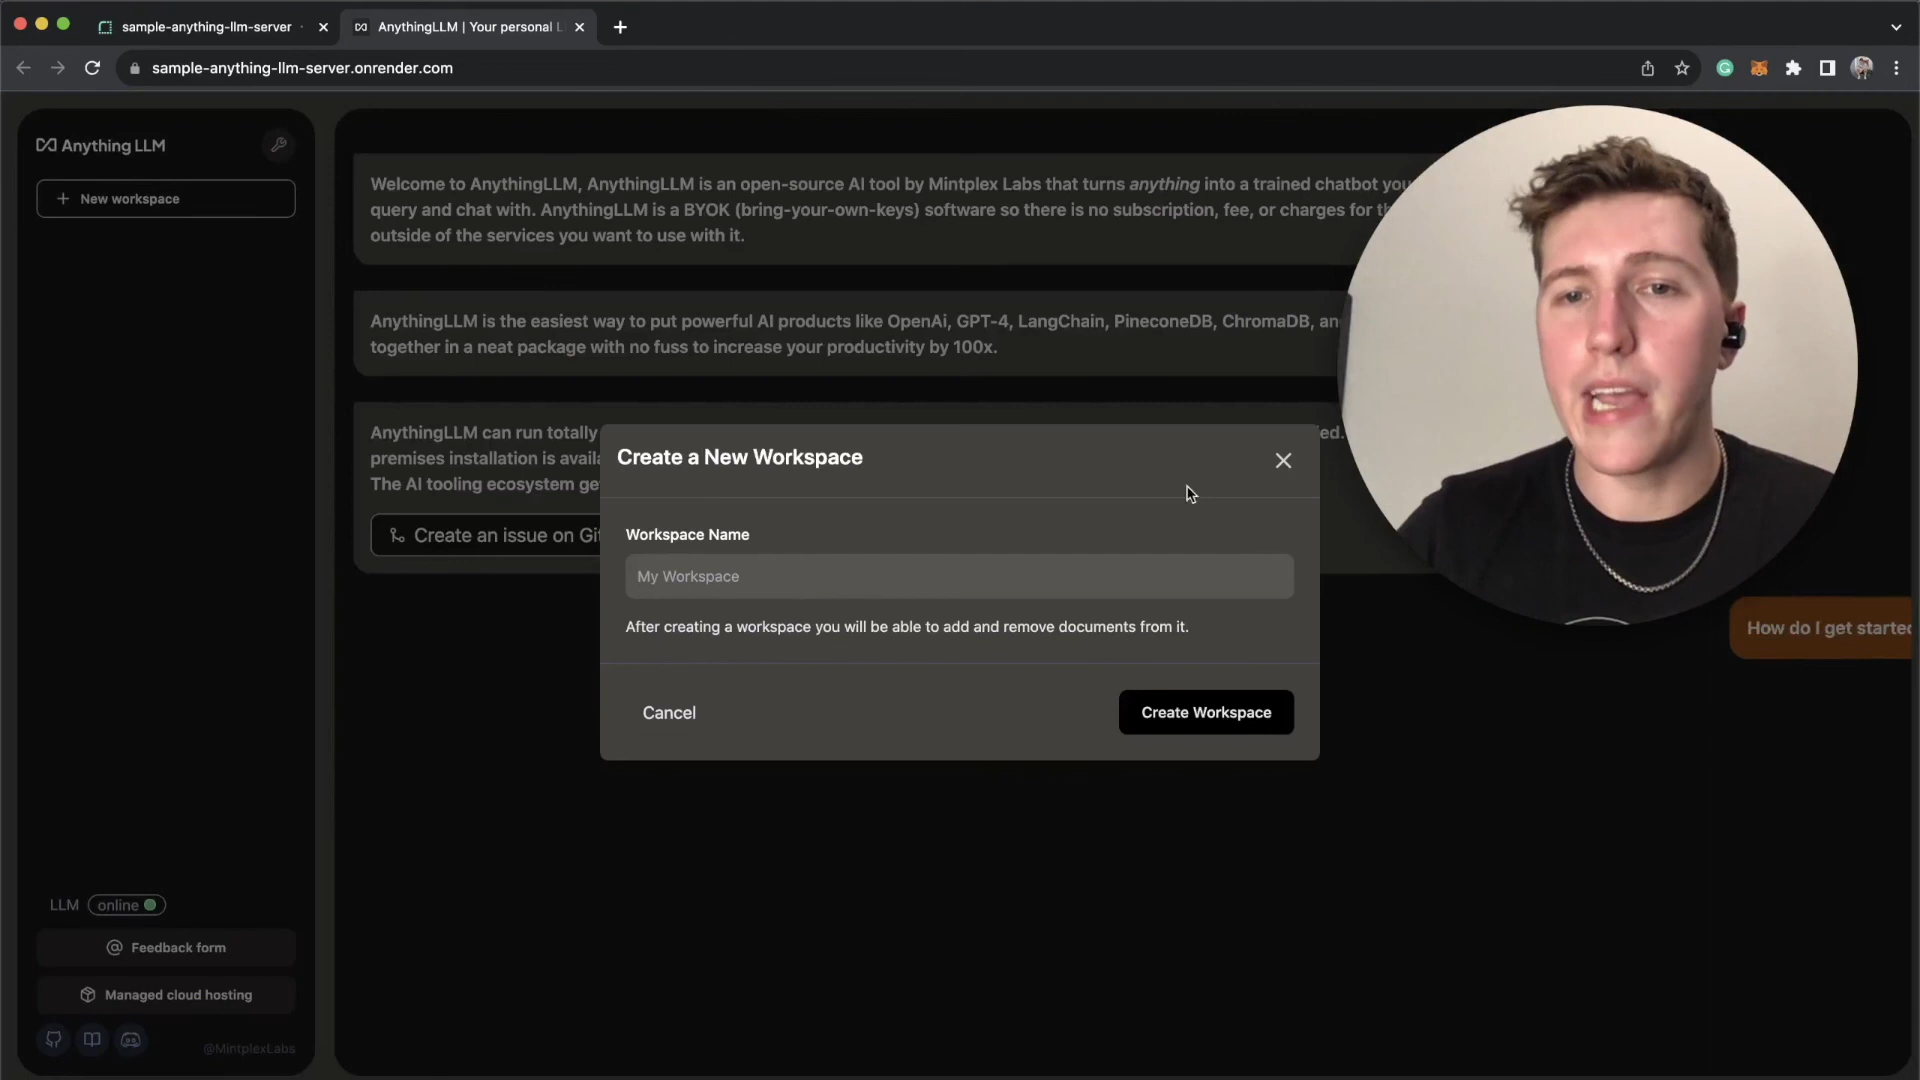 sample-anything-llm-server
AnythingLLM | Your personal L
sample-anything-llm-server.onrender.com
Anything LLM
New workspace
Welcome to AnythingLLM, AnythingLLM is an open-source AI tool by Mintplex Labs that turns anything into a trained chatbot you
query and chat with. AnythingLLM is a BYOK (bring-your-own-keys) software so there is no subscription, fee, or charges for
outside of the services you want to use with it.
AnythingLLM is the easiest way to put powerful AI products like OpenAi, GPT-4, LangChain, PineconeDB, ChromaDB,
together in a neat package with no fuss to increase your productivity by 100x.
AnythingLLM can run totally
premises installation is
The AI tooling ecosystem
Create an issue on
Create a New Workspace
Workspace Name
My Workspace
After creating a workspace you will be able to add and remove documents from it.
Cancel
Create Workspace
How do I get
LLM online
Feedback form
Managed cloud hosting
@MintplexLabs